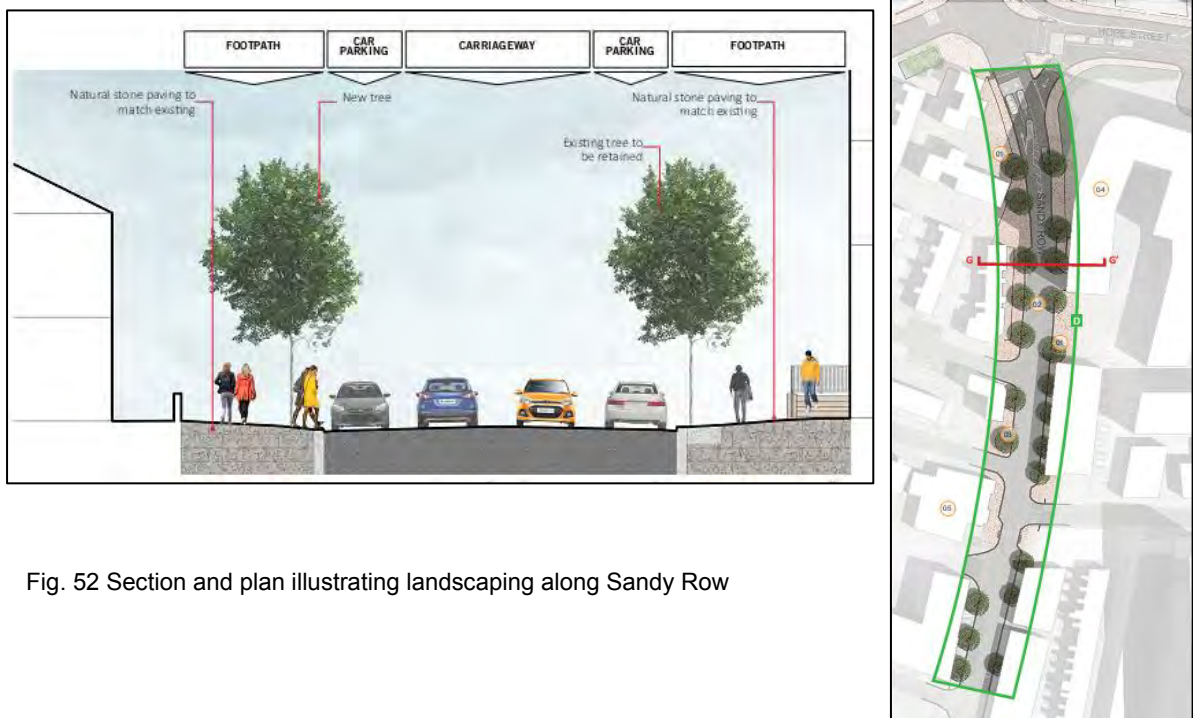 FOOTPATH
CAR
PARKING
CARRIAGEWAY
CAR
PARKING
FOOTPATH
Natural stone paving to
match existing
New tree
Natural stone paving to
match existing
Existing tree to
be retained
HOPE STREET
SANDY ROW
05
04
G
G'
02
D
01
03
05
Fig. 52 Section and plan illustrating landscaping along Sandy Row